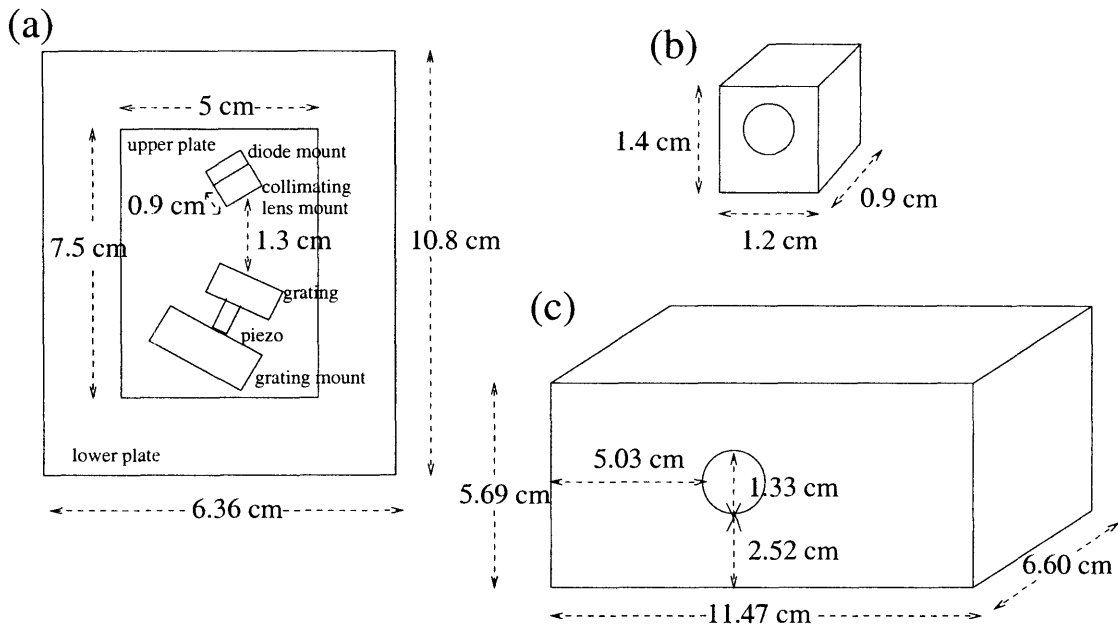 (a)
5 cm
upper plate
diode mount
collimating
lens mount
0.9 cm
1.3 cm
7.5 cm
10.8 cm
grating
piezo
grating mount
lower plate
6.36 cm
(b)
1.4 cm
0.9 cm
1.2 cm
(c)
5.03 cm
1.33 cm
5.69 cm
2.52 cm
6.60 cm
11.47 cm